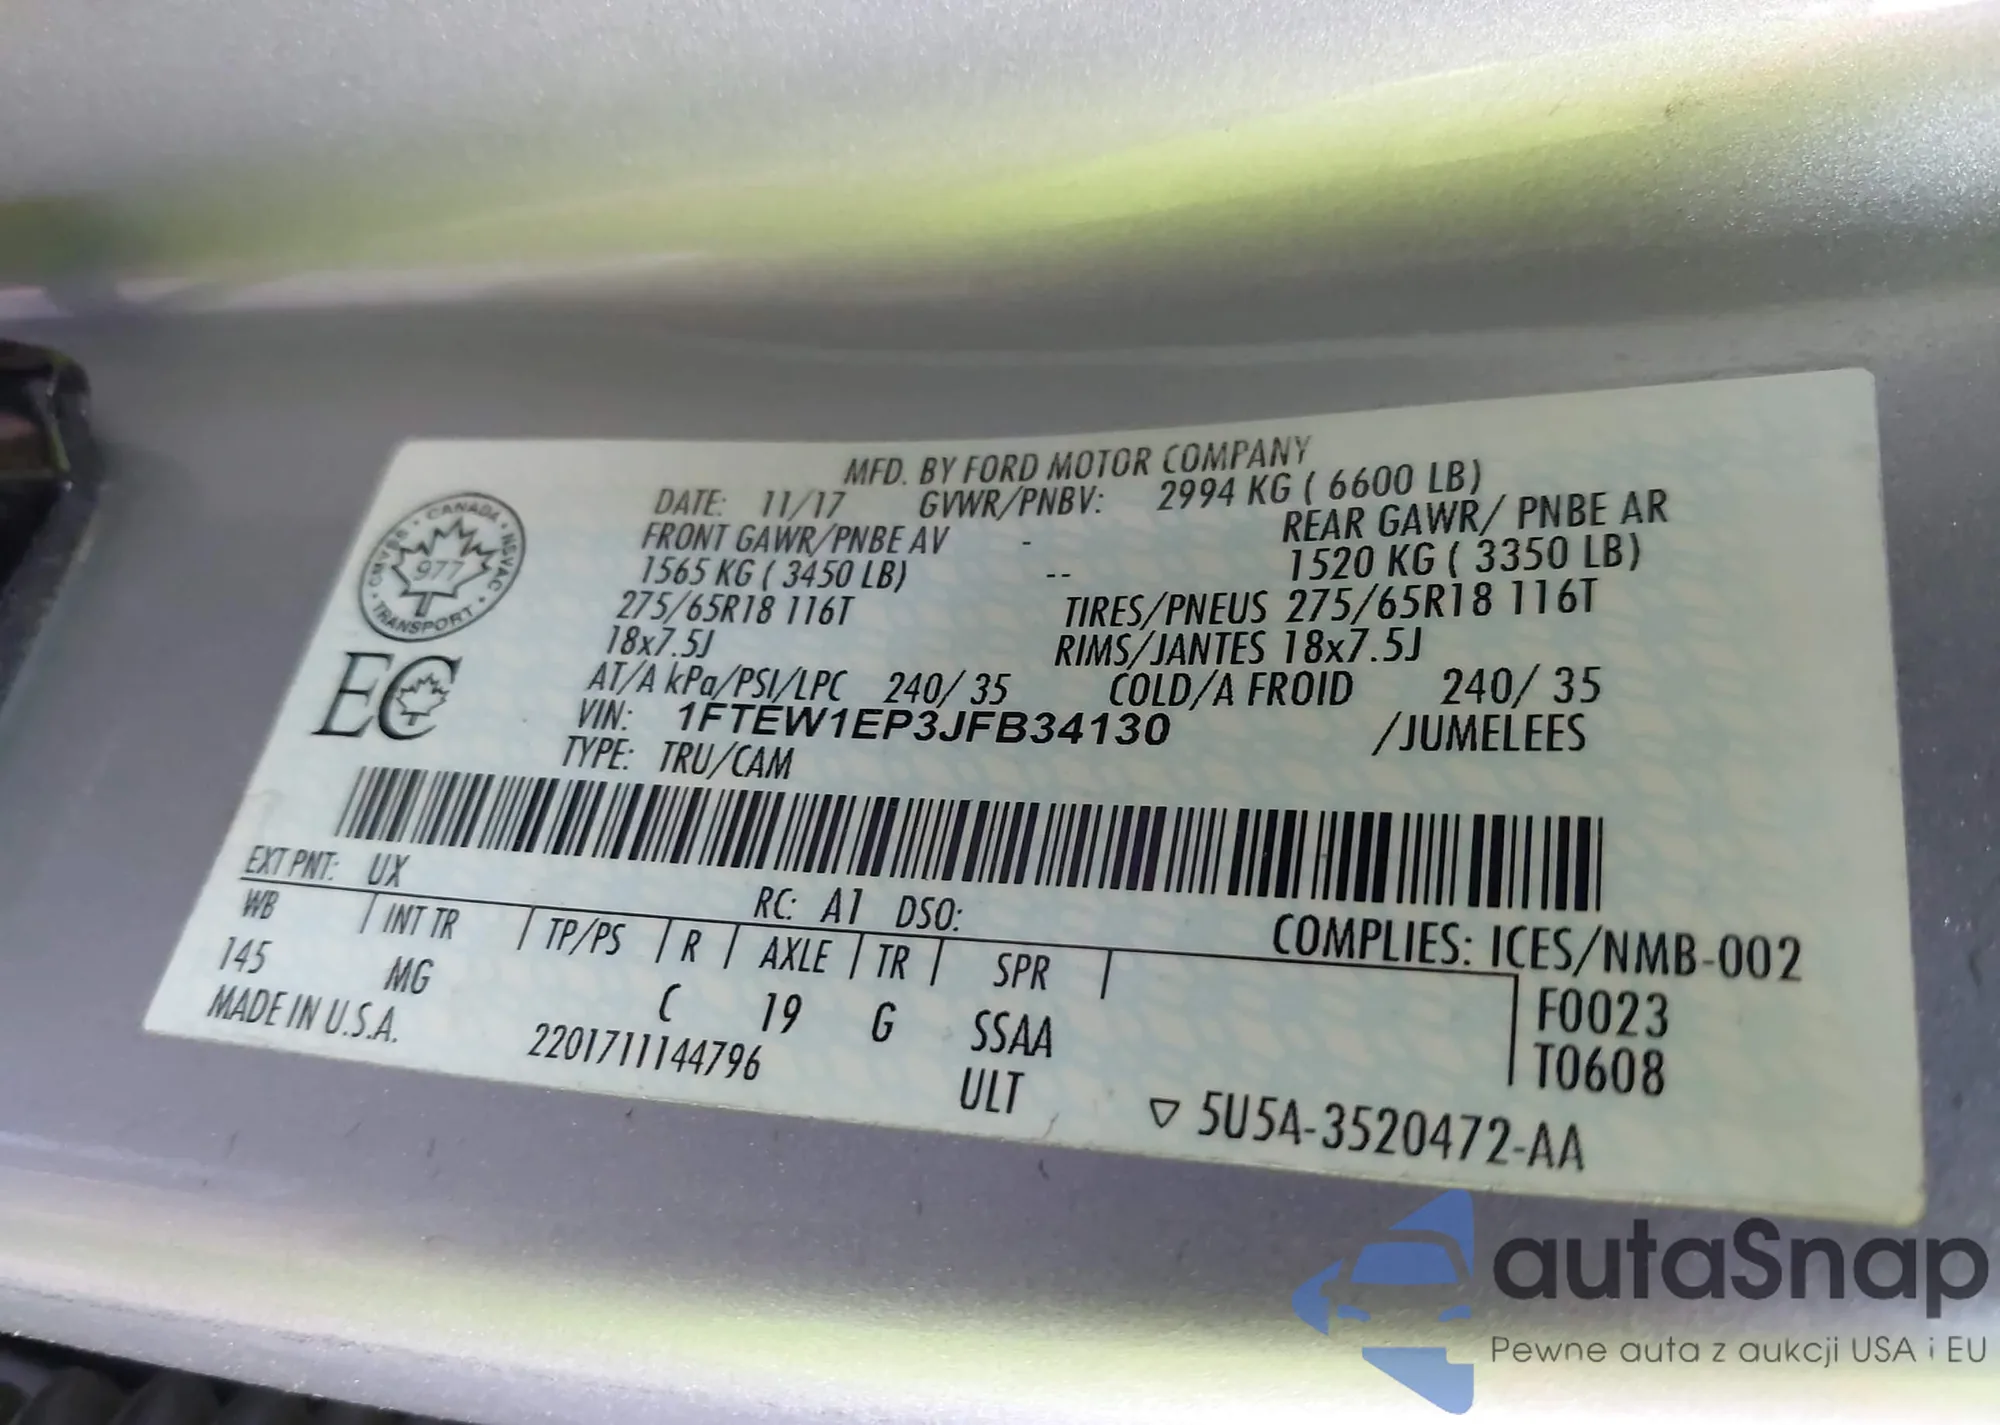 MFD. BY FORD MOTOR COMPANY
DATE: 11/17 GVWR/PNBV: 2994 KG ( 6600 LB)
FRONT GAWR/PNBE AV - REAR GAWR/ PNBE AR
1565 KG ( 3450 LB) -- 1520 KG ( 3350 LB)
275/65R18 116T TIRES/PNEUS 275/65R18 116T
18x7.5J RIMS/JANTES 18x7.5J
AT/A kPa/PSI/LPC 240/ 35 COLD/A FROID 240/ 35
VIN: 1FTEW1EP3JFB34130 /JUMELEES
TYPE: TRU/CAM
CANADA
CMVSS NSVAC
977
TRANSPORT
EC
EXT PNT: UX RC: A1 DSO: COMPLIES: ICES/NMB-002
WB | INT TR | TP/PS | R | AXLE | TR | SPR |
145 MG C 19 G SSAA F0023
MADE IN U.S.A. 2201711144796 ULT T0608
▽ 5U5A-3520472-AA
autaSnap
Pewne auta z aukcji USA i EU